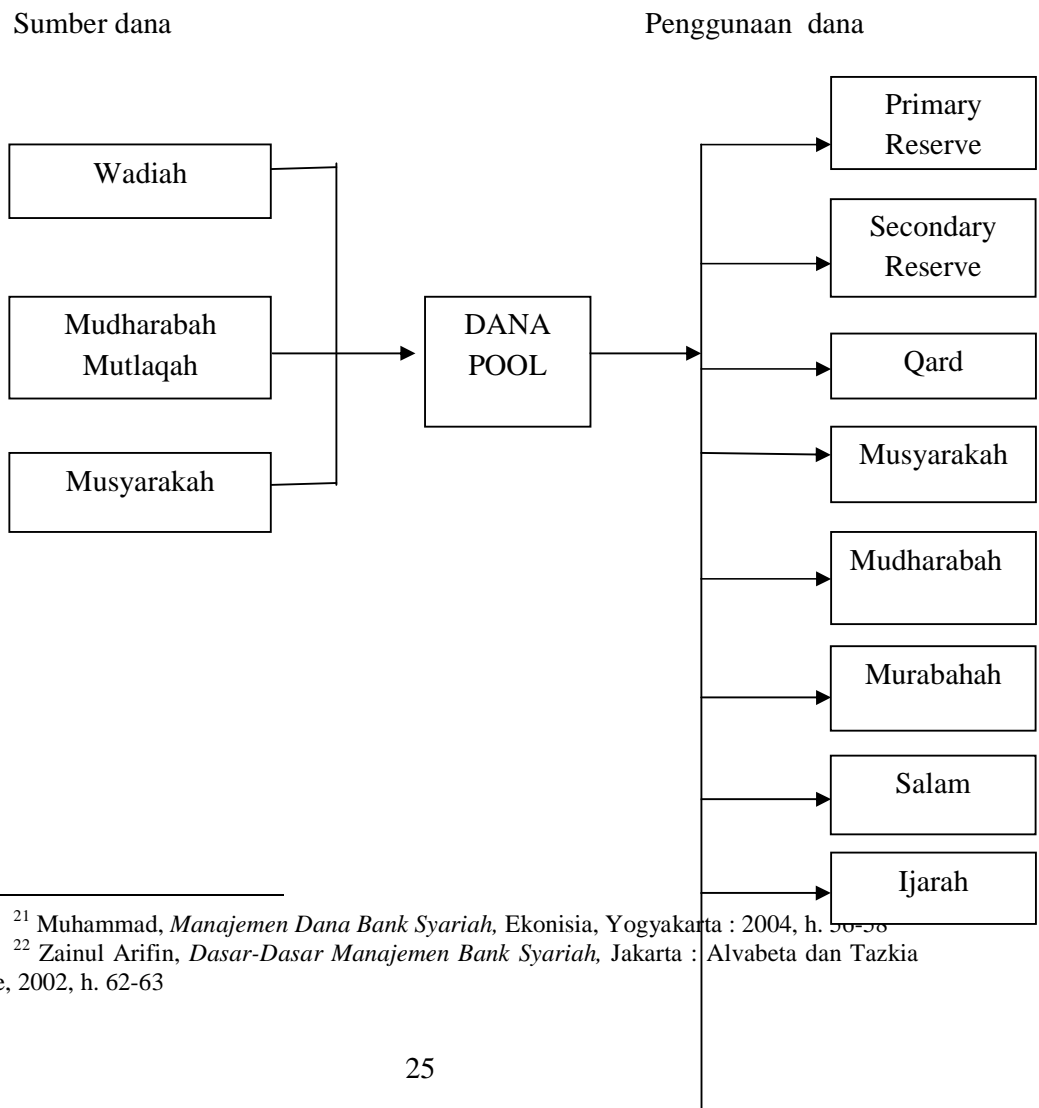 Sumber dana
Penggunaan dana
Wadiah
Mudharabah
Mutlaqah
Musyarakah
DANA
POOL
Primary
Reserve
Secondary
Reserve
Qard
Musyarakah
Mudharabah
Murabahah
Salam
Ijarah
21 Muhammad, Manajemen Dana Bank Syariah, Ekonisia, Yogyakarta : 2004, h. 56-58
22 Zainul Arifin, Dasar-Dasar Manajemen Bank Syariah, Jakarta : Alvabeta dan Tazkia
e, 2002, h. 62-63
25